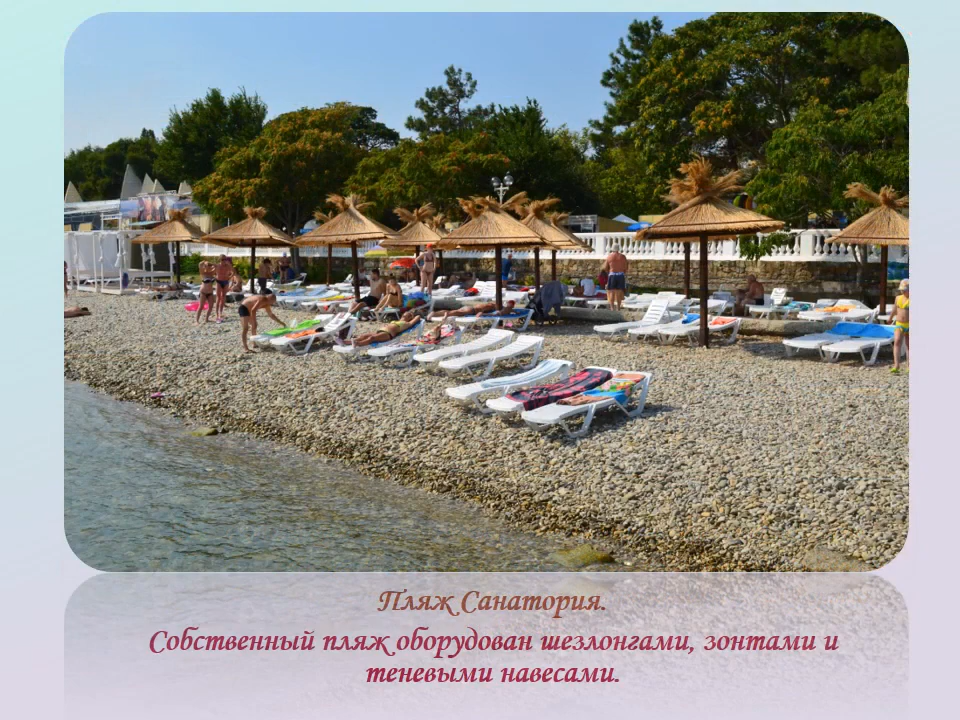 Пляж Санатория.
Собственный пляж оборудован шезлонгами, зонтами и
теневыми навесами.